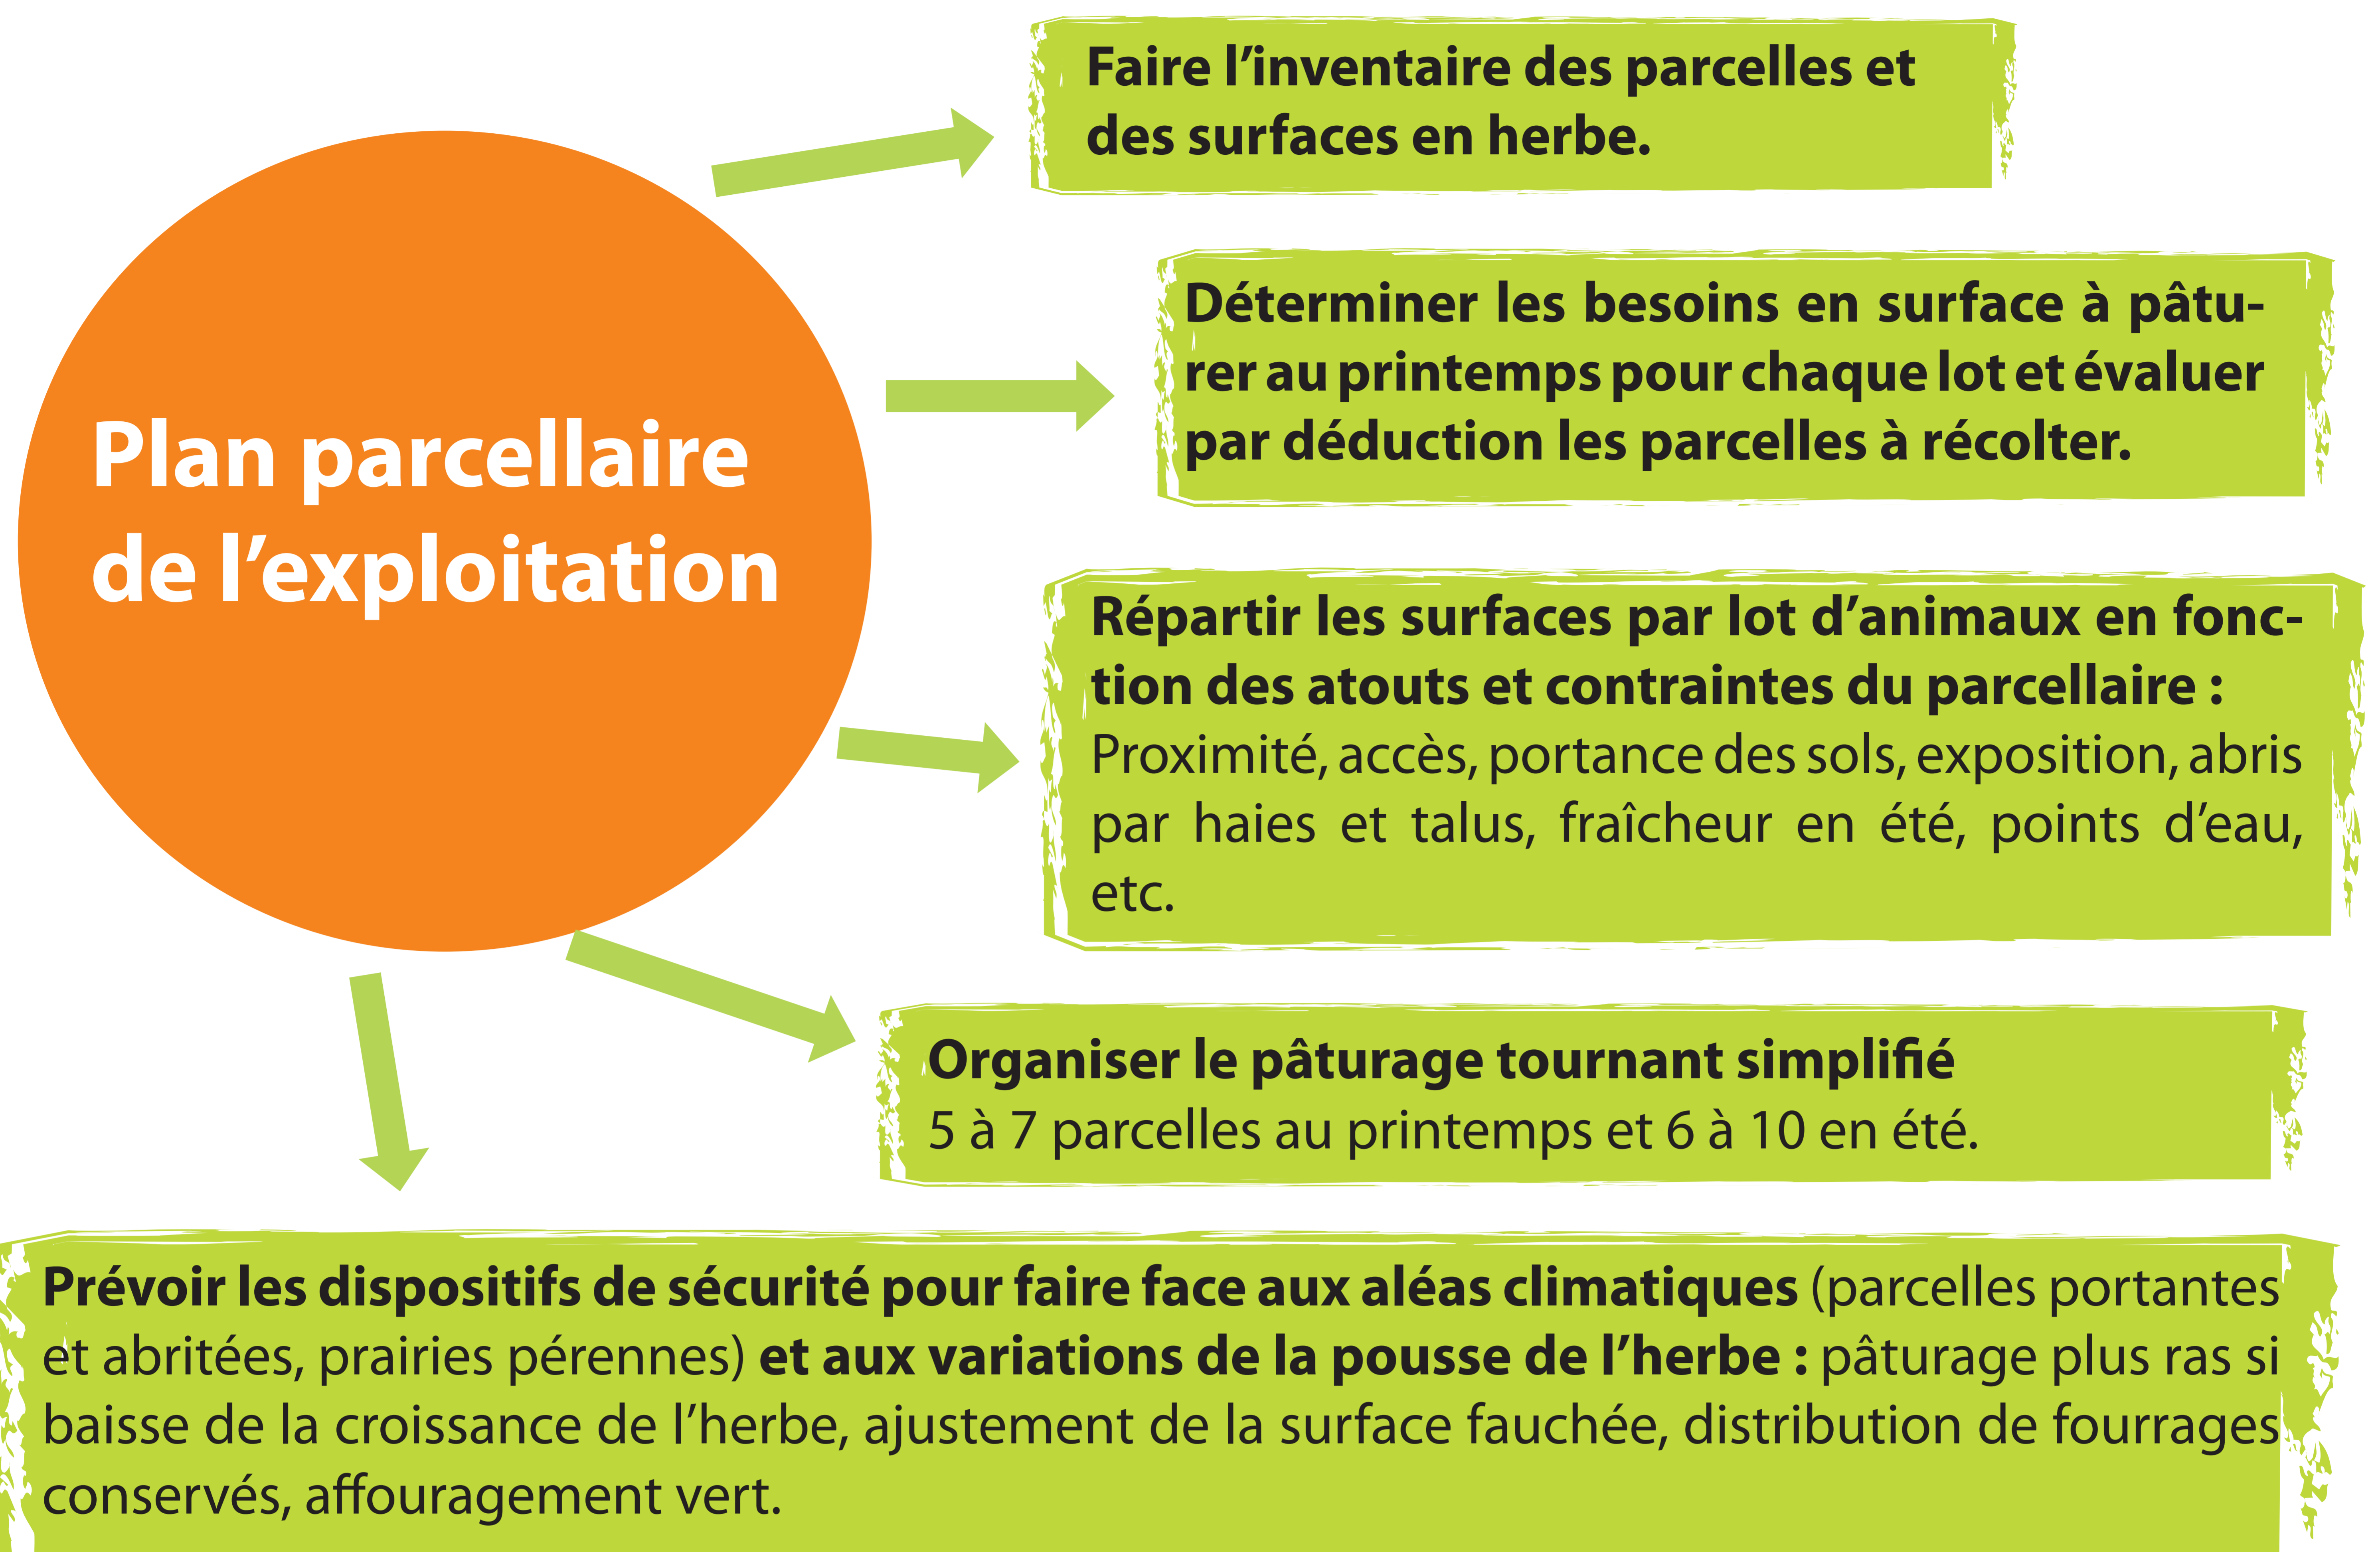 Plan parcellaire
de l'exploitation
Faire l'inventaire des parcelles et
des surfaces en herbe.
Déterminer les besoins en surface à pâtu-
rer au printemps pour chaque lot et évaluer
par déduction les parcelles à récolter.
Répartir les surfaces par lot d'animaux en fonc-
tion des atouts et contraintes du parcellaire :
Proximité, accès, portance des sols, exposition, abris
par haies et talus, fraîcheur en été, points d'eau,
etc.
Organiser le pâturage tournant simplifié
5 à 7 parcelles au printemps et 6 à 10 en été.
Prévoir les dispositifs de sécurité pour faire face aux aléas climatiques (parcelles portantes
et abritées, prairies pérennes) et aux variations de la pousse de l'herbe : pâturage plus ras si
baisse de la croissance de l'herbe, ajustement de la surface fauchée, distribution de fourrages
conservés, affouragement vert.